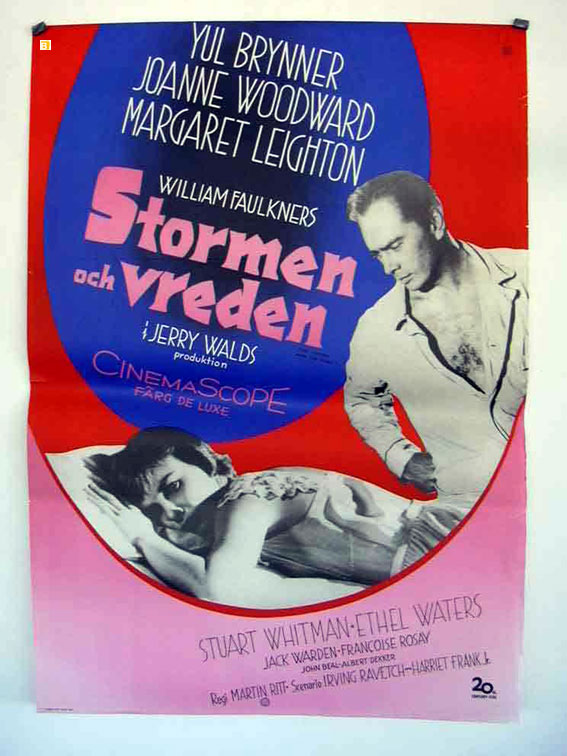 YUL BRYNNER
JOANNE WOODWARD
MARGARET LEIGHTON
WILLIAM FAULKNERS
Stormen
och vreden
i JERRY WALDS
produktion
CINEMASCOPE
FÄRG DE LUXE
STUART WHITMAN · ETHEL WATERS
JACK WARDEN · FRANCOISE ROSAY
JOHN BEAL · ALBERT DEKKER
Regi MARTIN RITT · Scenario IRVING RAVETCH — HARRIET FRANK Jr.
20th
CENTURY-FOX